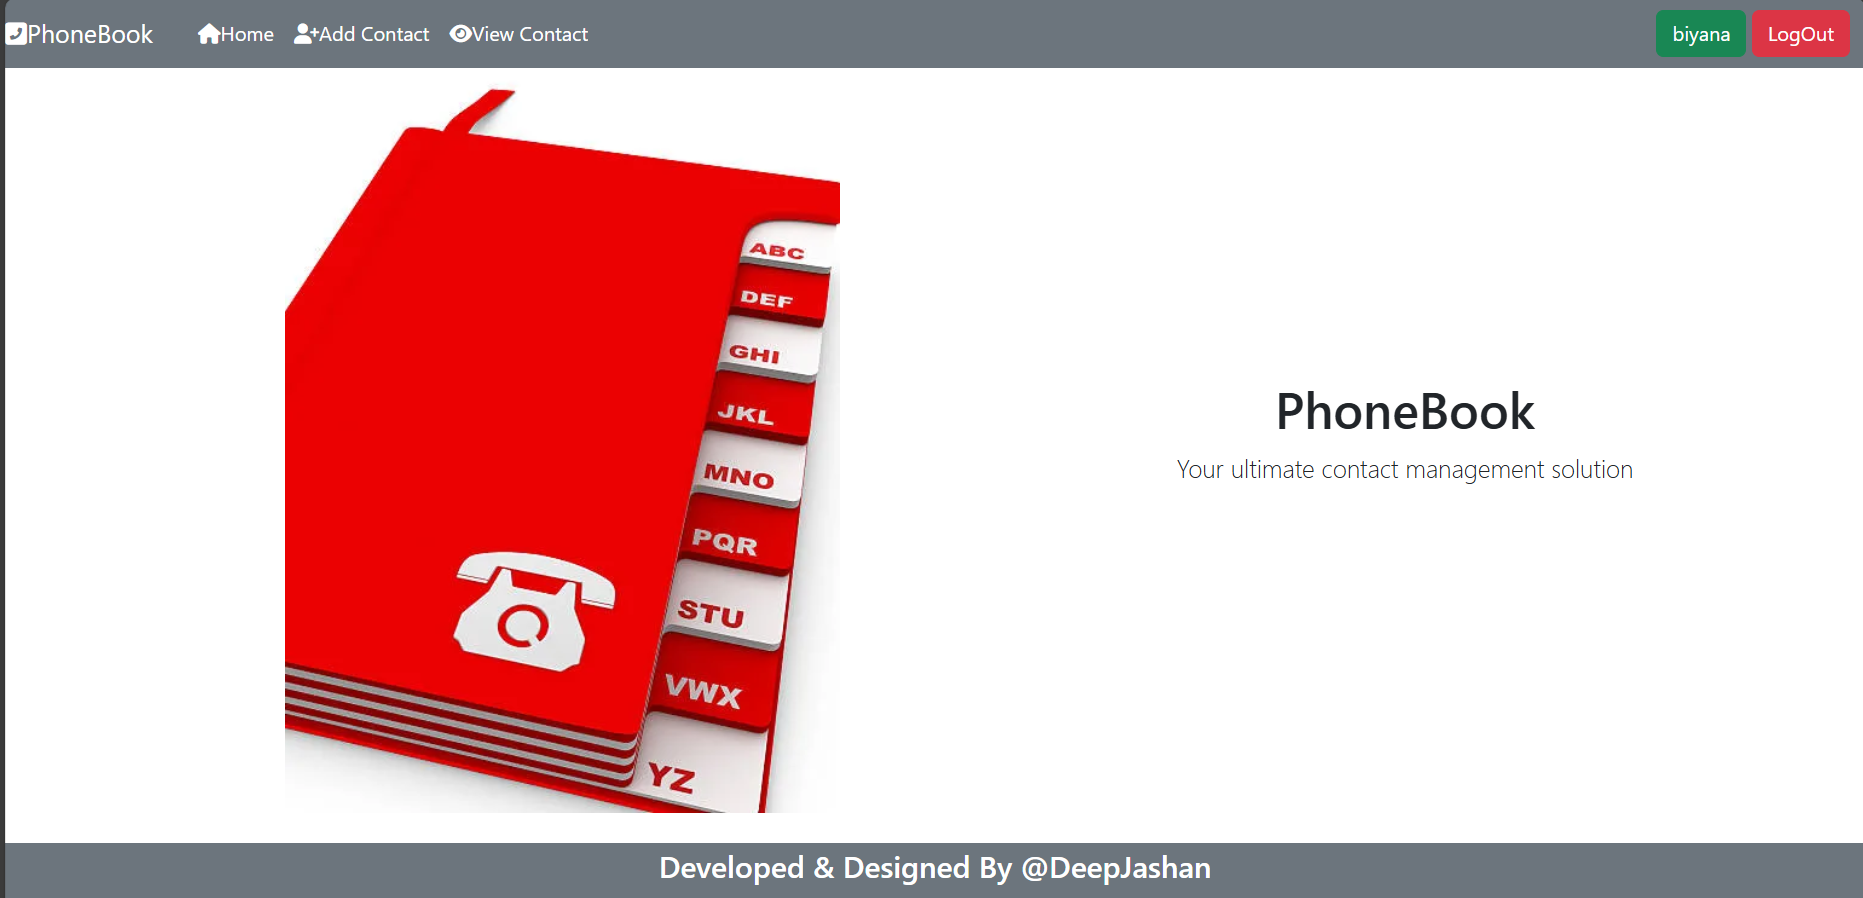 PhoneBook Home Add Contact View Contact biyana LogOut
ABC
DEF
GHI
JKL
MNO
PQR
STU
VWX
YZ
PhoneBook
Your ultimate contact management solution
Developed & Designed By @DeepJashan